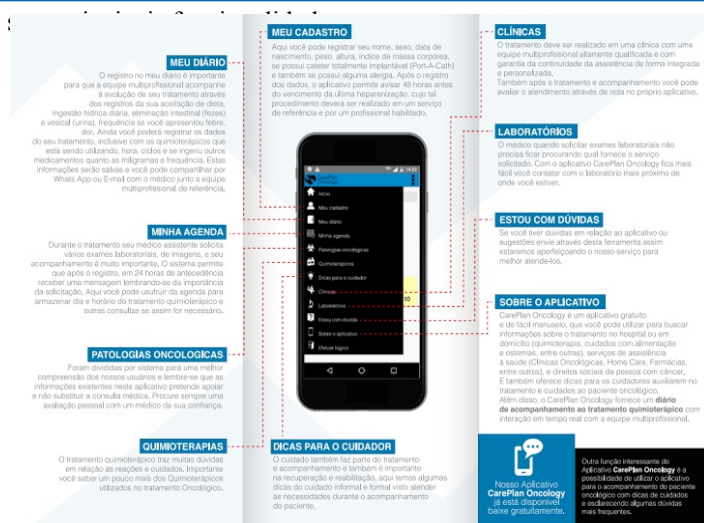 MEU DIÁRIO
O registro no meu diário é importante
para que a equipe multiprofissional acompanhe
a evolução de seu tratamento através
dos registros da sua aceitação de dieta,
ingestão hídrica diária, eliminação intestinal (fezes)
e vesical (urina), frequência se você apresentou febre,
dor. Ainda você poderá registrar os dados
do seu tratamento, inclusive com os quimioterápicos que
está sendo utilizando, hora, ciclos e se ingeriu outros
medicamentos quanto as miligramas e frequência. Estas
informações serão salvas e você pode compartilhar por
Whats App ou E-mail com o médico junto a equipe
multiprofissional de referência.
MINHA AGENDA
Durante o tratamento seu médico assistente solicita
vários exames laboratoriais, de imagens, e seu
acompanhamento é muito importante. O sistema permite
que após o registro, em 24 horas de antecedência
receber uma mensagem lembrando-se da importância
da solicitação, Aqui você pode usufruir da agenda para
armazenar dia e horário do tratamento quimioterápico e
outras consultas se assim for necessário.
PATOLOGIAS ONCOLOGICAS
Foram divididas por sistema para uma melhor
compreensão dos nossos usuários e lembre-se que as
informações existentes neste aplicativo pretende apoiar
e não substituir a consulta médica. Procure sempre uma
avaliação pessoal com um médico da sua confiança.
QUIMIOTERAPIAS
O tratamento quimioterápico traz muitas dúvidas
em relação as reações e cuidados. Importante
você saber um pouco mais dos Quimioterápicos
utilizados no tratamento Oncológico.
MEU CADASTRO
Aqui você pode registrar seu nome, sexo, data de
nascimento, peso, altura, índice de massa corpórea,
se possui cateter totalmente implantável (Port-A-Cath)
e também se possui alguma alergia. Após o registro
dos dados, o aplicativo permite avisar 48 horas antes
do vencimento da última heparinização, cujo tal
procedimento deverá ser realizado em um serviço
de referência e por um profissional habilitado.
14:37
CarePlan
Oncology
Início
Meu cadastro
Meu diário
Minha agenda
Patologias oncológicas
Quimioterápicos
Dicas para o cuidador
Clínicas
Laboratórios
Estou com dúvida
Sobre o aplicativo
Efetuar logout
DICAS PARA O CUIDADOR
O cuidado também faz parte do tratamento
e acompanhamento e também é importante
na recuperação e reabilitação, aqui temos algumas
dicas do cuidado informal e formal visto atender
as necessidades durante o acompanhamento
do paciente.
CLÍNICAS
O tratamento deve ser realizado em uma clínica com uma
equipe multiprofissional altamente qualificada e com
garantia da continuidade da assistência de forma integrada
e personalizada.
Também após o tratamento e acompanhamento você pode
avaliar o atendimento através de nota no próprio aplicativo.
LABORATÓRIOS
O médico quando solicitar exames laboratoriais não
precisa ficar procurando qual fornece o serviço
solicitado. Com o aplicativo CarePlan Oncology fica mais
fácil você contatar com o laboratório mais próximo de
onde você estiver.
ESTOU COM DÚVIDAS
Se você tiver dúvidas em relação ao aplicativo ou
sugestões envie através desta ferramenta assim
estaremos aperfeiçoando o nosso serviço para
melhor atende-los.
SOBRE O APLICATIVO
CarePlan Oncology é um aplicativo gratuito
e de fácil manuseio, que você pode utilizar para buscar
informações sobre o tratamento no hospital ou em
domicílio (quimioterapia, cuidados com alimentação
e ostomias, entre outras), serviços de assistência
à saúde (Clínicas Oncológicas, Home Care, Farmácias,
entre outros), e direitos sociais da pessoa com câncer,
E também oferece dicas para os cuidadores auxiliarem no
tratamento e cuidados ao paciente oncológico.
Além disso, o CarePlan Oncology fornece um diário
de acompanhamento ao tratamento quimioterápico com
interação em tempo real com a equipe multiprofissional.
Nosso Aplicativo
CarePlan Oncology
já está disponível
baixe gratuitamente.
Outra função interessante do
Aplicativo CarePlan Oncology é a
possibilidade de utilizar o aplicativo
para o acompanhamento do paciente
oncológico com dicas de cuidados
e esclarecendo algumas dúvidas
mais frequentes.